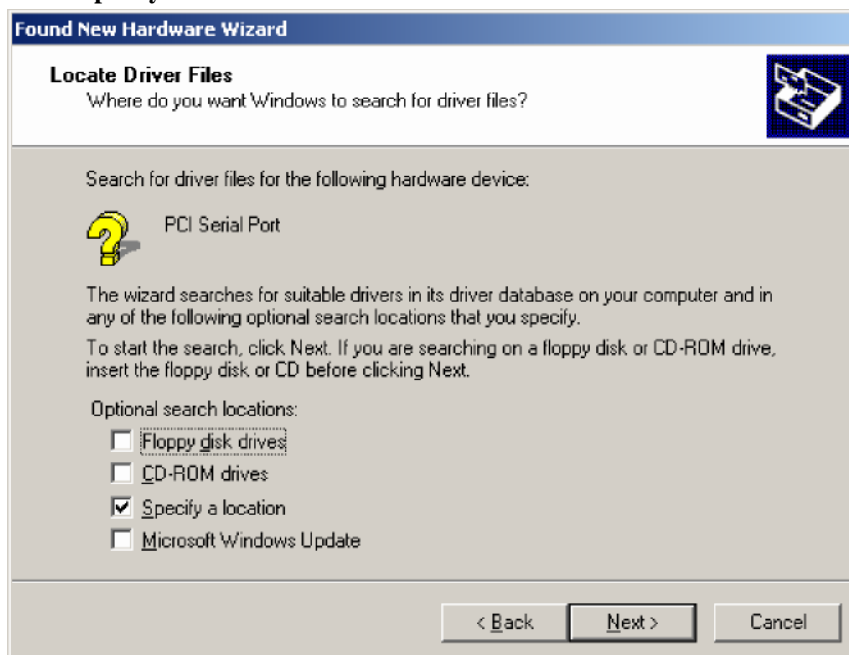 Found New Hardware Wizard
Locate Driver Files
Where do you want Windows to search for driver files?
Search for driver files for the following hardware device:
PCI Serial Port
The wizard searches for suitable drivers in its driver database on your computer and in
any of the following optional search locations that you specify.
To start the search, click Next. If you are searching on a floppy disk or CD-ROM drive,
insert the floppy disk or CD before clicking Next.
Optional search locations:
Floppy disk drives
CD-ROM drives
Specify a location
Microsoft Windows Update
< Back Next > Cancel